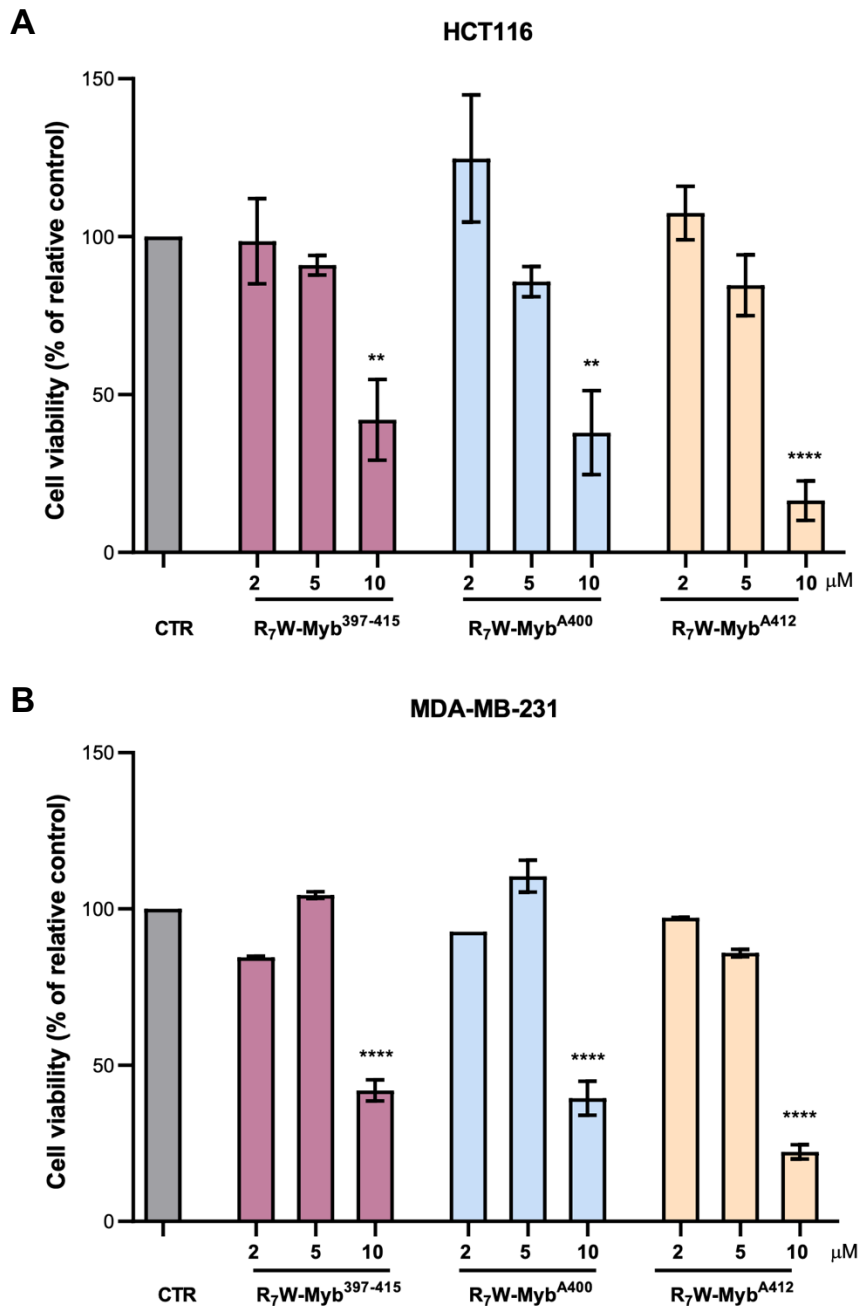 A
HCT116
Cell viability (% of relative control)
150
100
50
0
** ** ****
2 5 10 2 5 10 2 5 10 μM
CTR R₇W-Myb³⁹⁷⁻⁴¹⁵ R₇W-Mybᴬ⁴⁰⁰ R₇W-Mybᴬ⁴¹²
B
MDA-MB-231
Cell viability (% of relative control)
150
100
50
0
**** **** ****
2 5 10 2 5 10 2 5 10 μM
CTR R₇W-Myb³⁹⁷⁻⁴¹⁵ R₇W-Mybᴬ⁴⁰⁰ R₇W-Mybᴬ⁴¹²